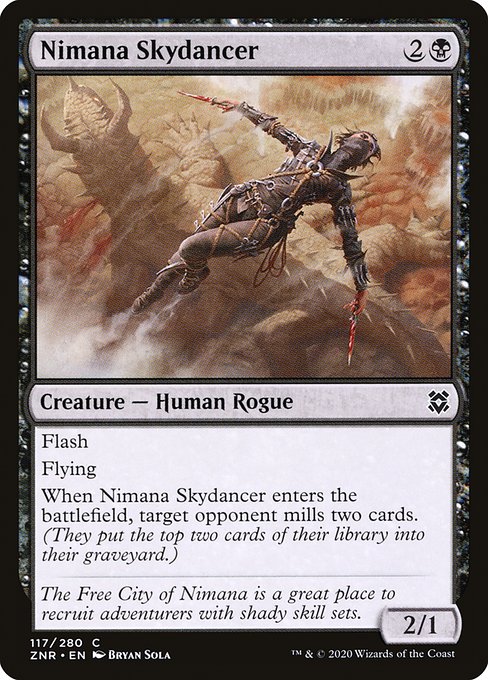 Nimana Skydancer 2
Creature — Human Rogue
Flash
Flying
When Nimana Skydancer enters the
battlefield, target opponent mills two cards.
(They put the top two cards of their library into
their graveyard.)
The Free City of Nimana is a great place to
recruit adventurers with shady skill sets.
2/1
117/280 C
ZNR • EN Bryan Sola
™ & © 2020 Wizards of the Coast